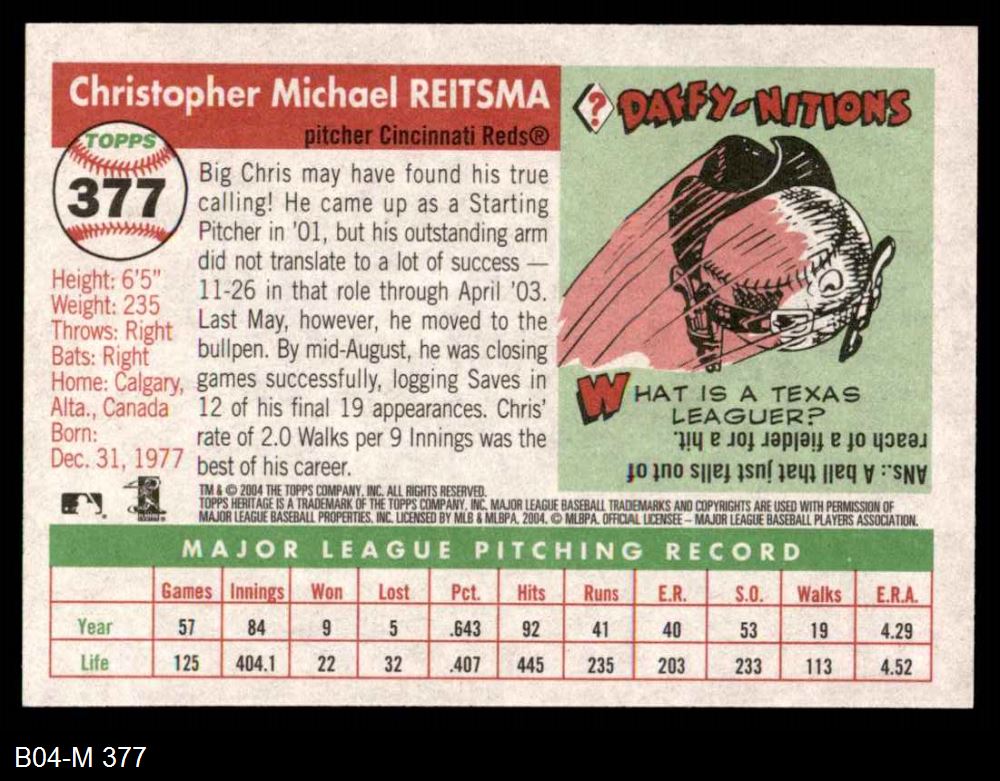 Christopher Michael REITSMA
pitcher Cincinnati Reds®
TOPPS
377
Height: 6'5"
Weight: 235
Throws: Right
Bats: Right
Home: Calgary,
Alta., Canada
Born:
Dec. 31, 1977
Big Chris may have found his true
calling! He came up as a Starting
Pitcher in '01, but his outstanding arm
did not translate to a lot of success —
11-26 in that role through April '03.
Last May, however, he moved to the
bullpen. By mid-August, he was closing
games successfully, logging Saves in
12 of his final 19 appearances. Chris'
rate of 2.0 Walks per 9 Innings was the
best of his career.
?
DAFFY-NITIONS
WHAT IS A TEXAS
LEAGUER?
ANs.: A ball that just falls out of
reach of a fielder for a hit.
TM & © 2004 THE TOPPS COMPANY, INC. ALL RIGHTS RESERVED.
TOPPS HERITAGE IS A TRADEMARK OF THE TOPPS COMPANY, INC. MAJOR LEAGUE BASEBALL TRADEMARKS AND COPYRIGHTS ARE USED WITH PERMISSION OF
MAJOR LEAGUE BASEBALL PROPERTIES, INC. LICENSED BY MLB & MLBPA, 2004. © MLBPA. OFFICIAL LICENSEE – MAJOR LEAGUE BASEBALL PLAYERS ASSOCIATION.
MAJOR LEAGUE PITCHING RECORD
Games Innings Won Lost Pct. Hits Runs E.R. S.O. Walks E.R.A.
Year 57 84 9 5 .643 92 41 40 53 19 4.29
Life 125 404.1 22 32 .407 445 235 203 233 113 4.52
B04-M 377